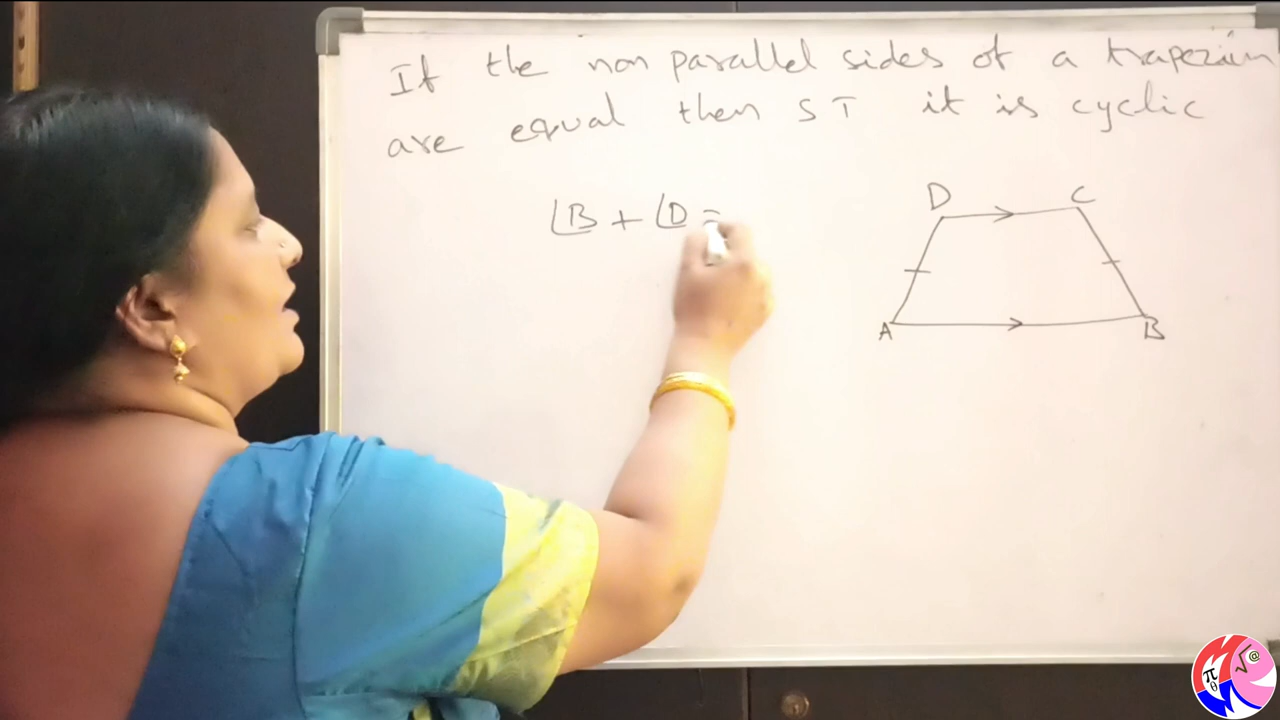 If the non parallel sides of a trapezium
are equal then S T it is cyclic
∠B + ∠D =
D C
A B
π θ √ @